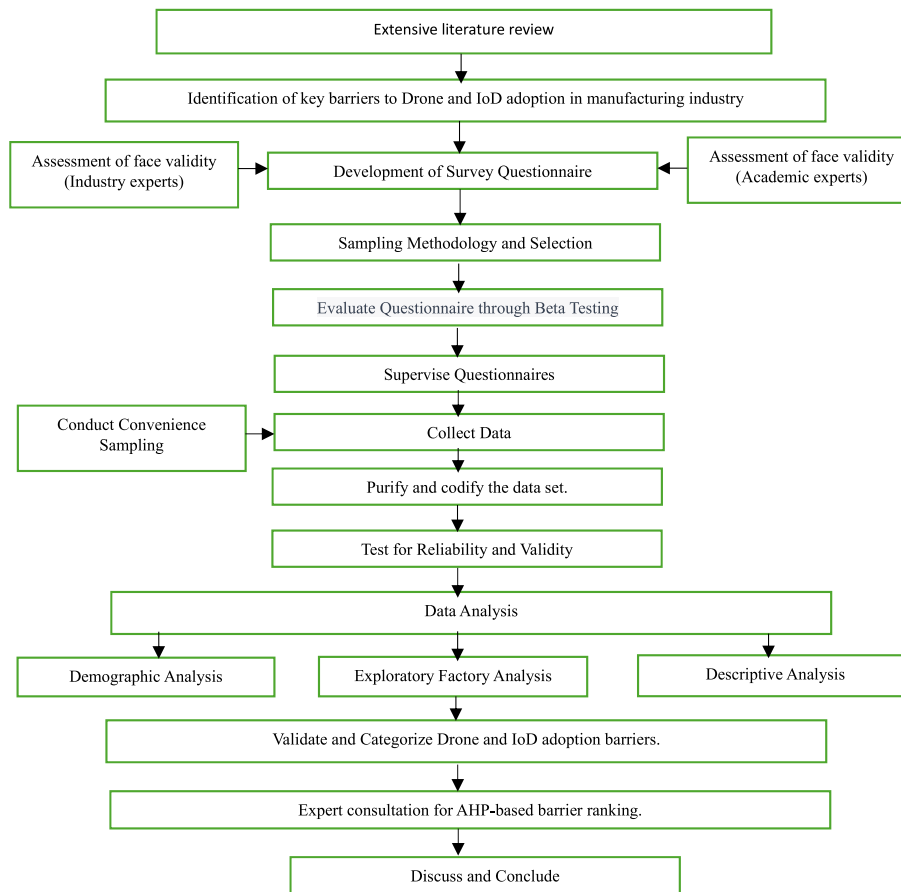 Extensive literature review
Identification of key barriers to Drone and IoD adoption in manufacturing industry
Assessment of face validity
(Industry experts)
Development of Survey Questionnaire
Assessment of face validity
(Academic experts)
Sampling Methodology and Selection
Evaluate Questionnaire through Beta Testing
Supervise Questionnaires
Conduct Convenience
Sampling
Collect Data
Purify and codify the data set.
Test for Reliability and Validity
Data Analysis
Demographic Analysis
Exploratory Factory Analysis
Descriptive Analysis
Validate and Categorize Drone and IoD adoption barriers.
Expert consultation for AHP-based barrier ranking.
Discuss and Conclude